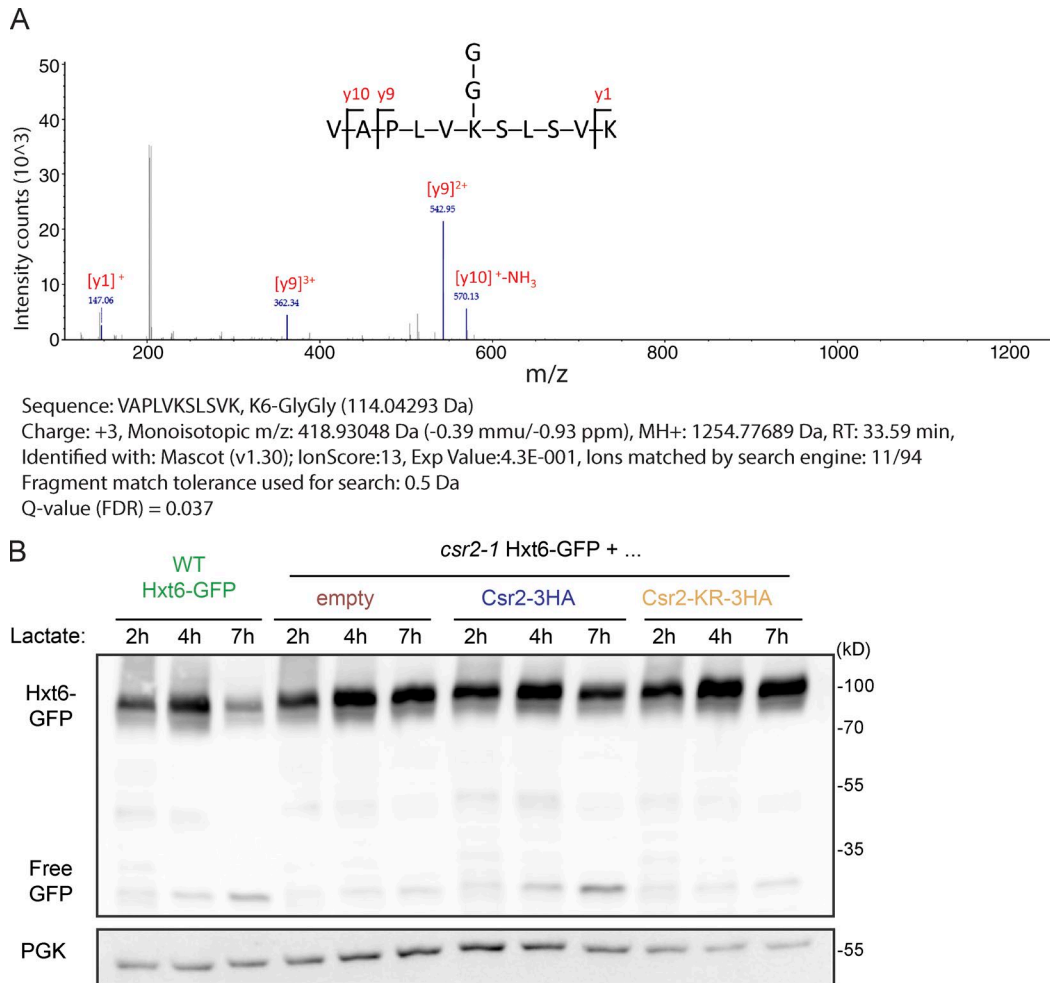 A
G
G
y10 y9 y1
V–A–P–L–V–K–S–L–S–V–K
Intensity counts (10^3)
50
40
30
20
10
0
[y1]+
147.06
[y9]3+
362.34
[y9]2+
542.95
[y10]+-NH3
570.13
200 400 600 800 1000 1200
m/z
Sequence: VAPLVKSLSVK, K6-GlyGly (114.04293 Da)
Charge: +3, Monoisotopic m/z: 418.93048 Da (-0.39 mmu/-0.93 ppm), MH+: 1254.77689 Da, RT: 33.59 min,
Identified with: Mascot (v1.30); IonScore:13, Exp Value:4.3E-001, Ions matched by search engine: 11/94
Fragment match tolerance used for search: 0.5 Da
Q-value (FDR) = 0.037
B
WT
Hxt6-GFP
csr2-1 Hxt6-GFP + ...
empty Csr2-3HA Csr2-KR-3HA
Lactate: 2h 4h 7h 2h 4h 7h 2h 4h 7h 2h 4h 7h
(kD)
Hxt6-
GFP
-100
-70
-55
-35
Free
GFP
PGK
-55